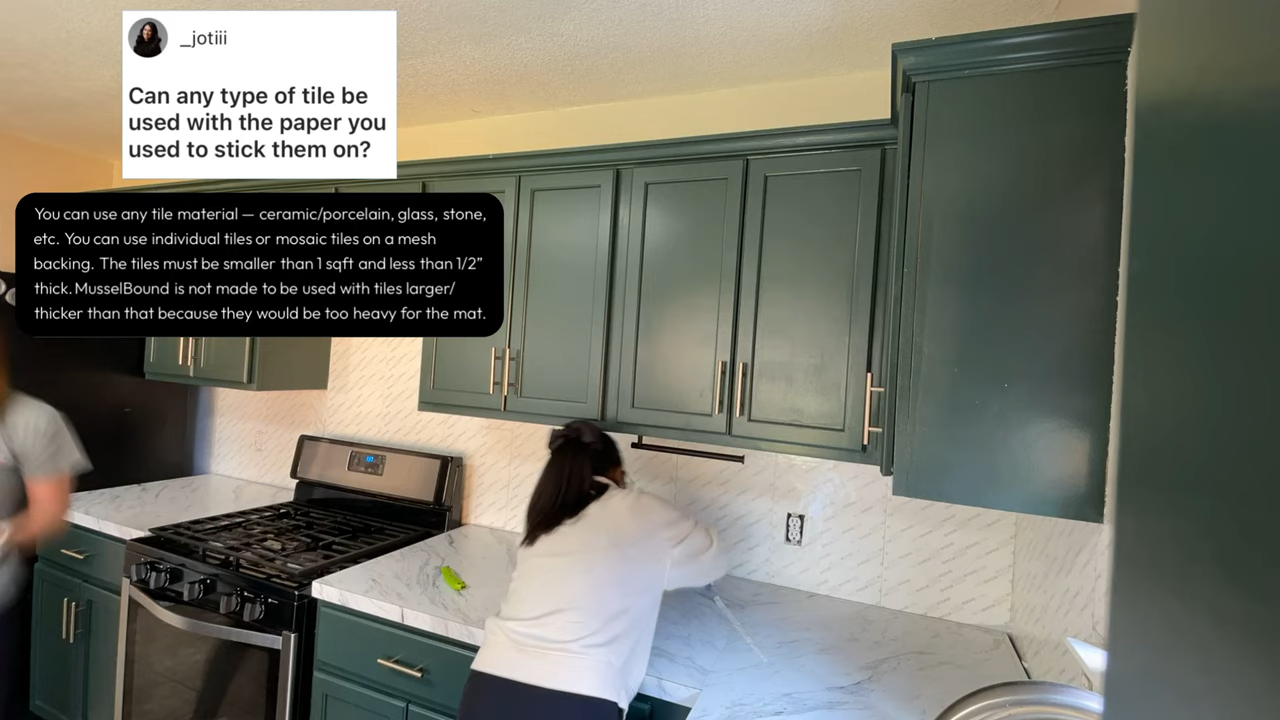 _jotiii
Can any type of tile be
used with the paper you
used to stick them on?
You can use any tile material — ceramic/porcelain, glass, stone,
etc. You can use individual tiles or mosaic tiles on a mesh
backing. The tiles must be smaller than 1 sqft and less than 1/2”
thick. MusselBound is not made to be used with tiles larger/
thicker than that because they would be too heavy for the mat.